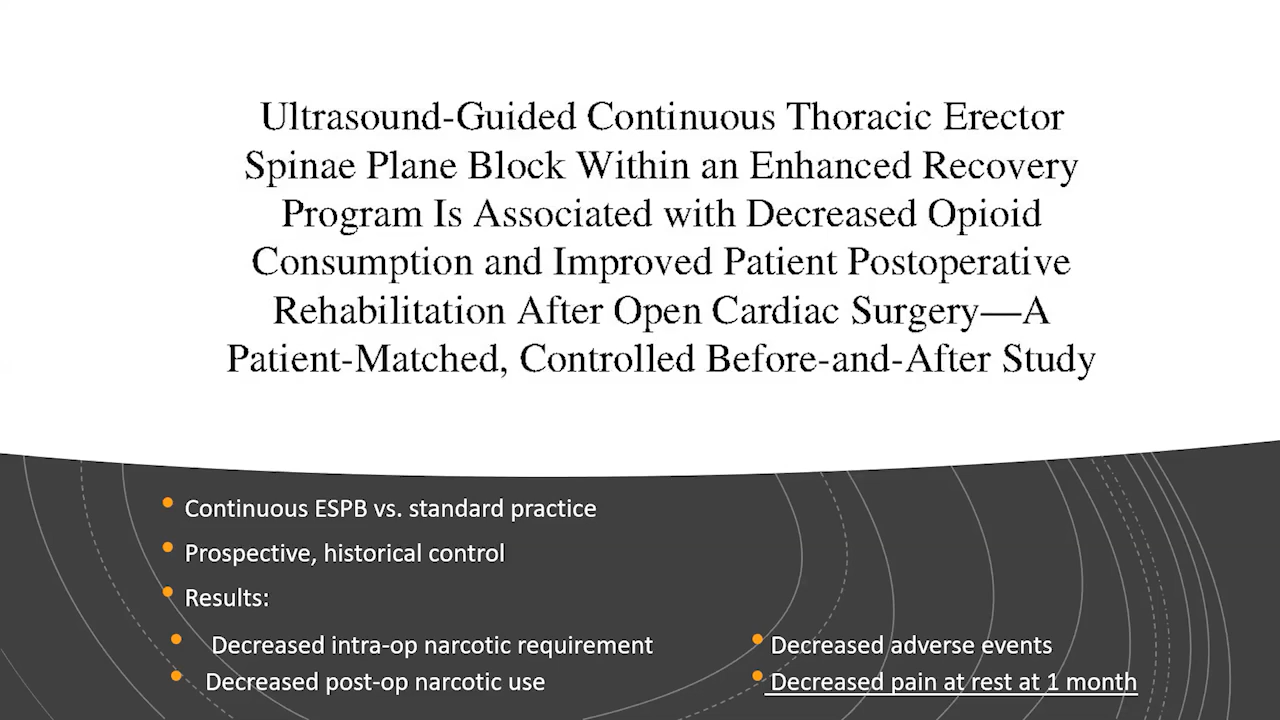 Ultrasound-Guided Continuous Thoracic Erector
Spinae Plane Block Within an Enhanced Recovery
Program Is Associated with Decreased Opioid
Consumption and Improved Patient Postoperative
Rehabilitation After Open Cardiac Surgery—A
Patient-Matched, Controlled Before-and-After Study
Continuous ESPB vs. standard practice
Prospective, historical control
Results:
Decreased intra-op narcotic requirement
Decreased post-op narcotic use
Decreased adverse events
Decreased pain at rest at 1 month